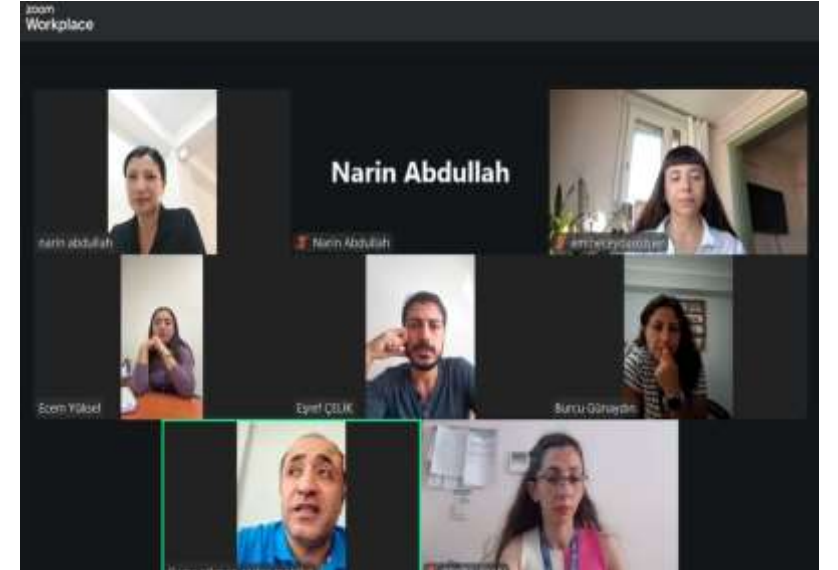 zoom
Workplace
Narin Abdullah
narin abdullah
Narin Abdullah
Ecem Yüksel
Eşref ÇELİK
Burcu Günaydın